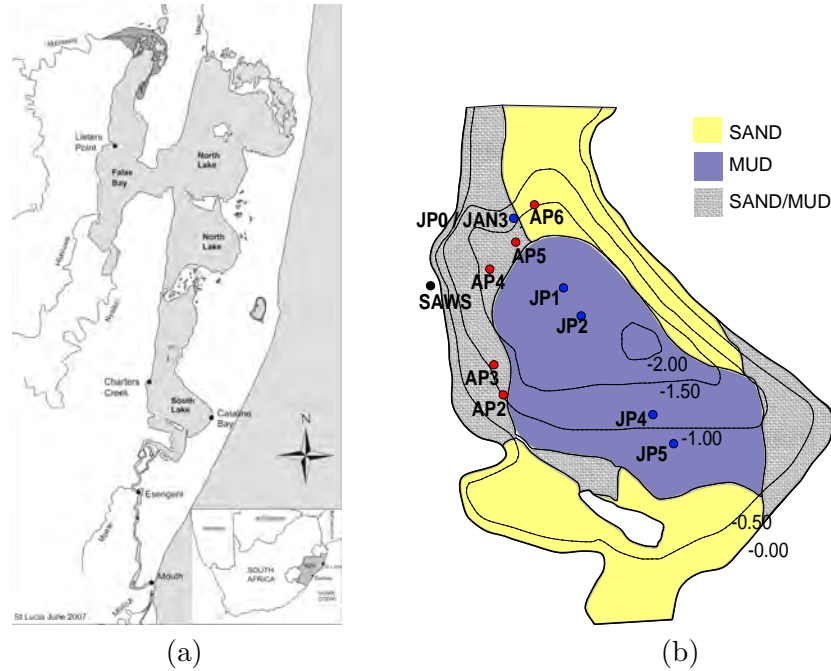 Listers
Point
False
Bay
North
Lake
North
Lake
Charters
Creek
South
Lake
Catalina
Bay
N
Esengeni
Mouth
SOUTH
AFRICA
St Lucia June 2007
(a)
SAND
MUD
SAND/MUD
JP0 / JAN3
AP6
AP5
AP4
SAWS
JP1
JP2
-2.00
AP3
-1.50
AP2
JP4
-1.00
JP5
-0.50
-0.00
(b)